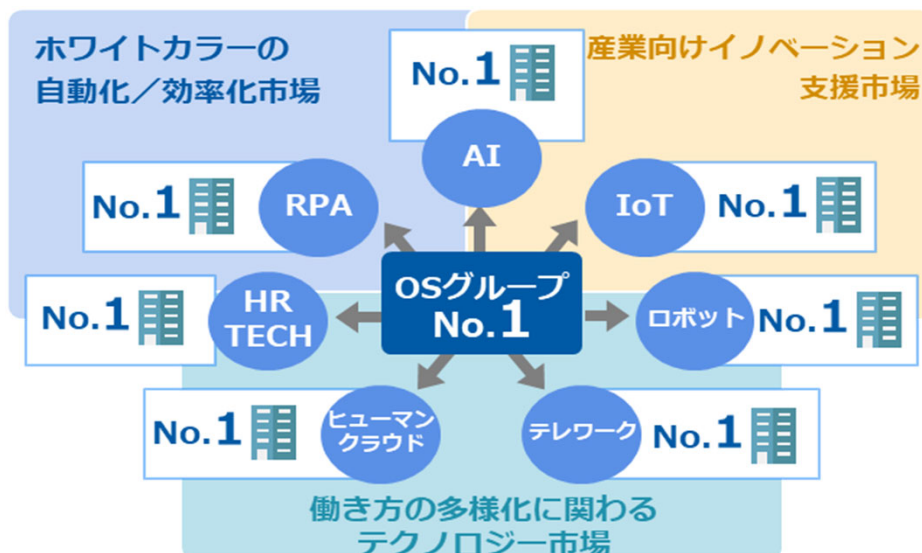 ホワイトカラーの
自動化／効率化市場
産業向けイノベーション
支援市場
No.1
AI
No.1
RPA
IoT
No.1
OSグループ
No.1
No.1
HR
TECH
ロボット
No.1
No.1
ヒューマン
クラウド
テレワーク
No.1
働き方の多様化に関わる
テクノロジー市場